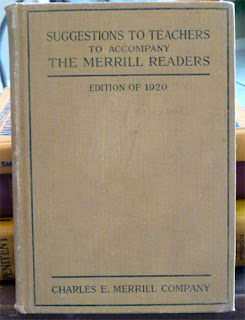 SUGGESTIONS TO TEACHERS
TO ACCOMPANY
THE MERRILL READERS
EDITION OF 1920
CHARLES E. MERRILL COMPANY